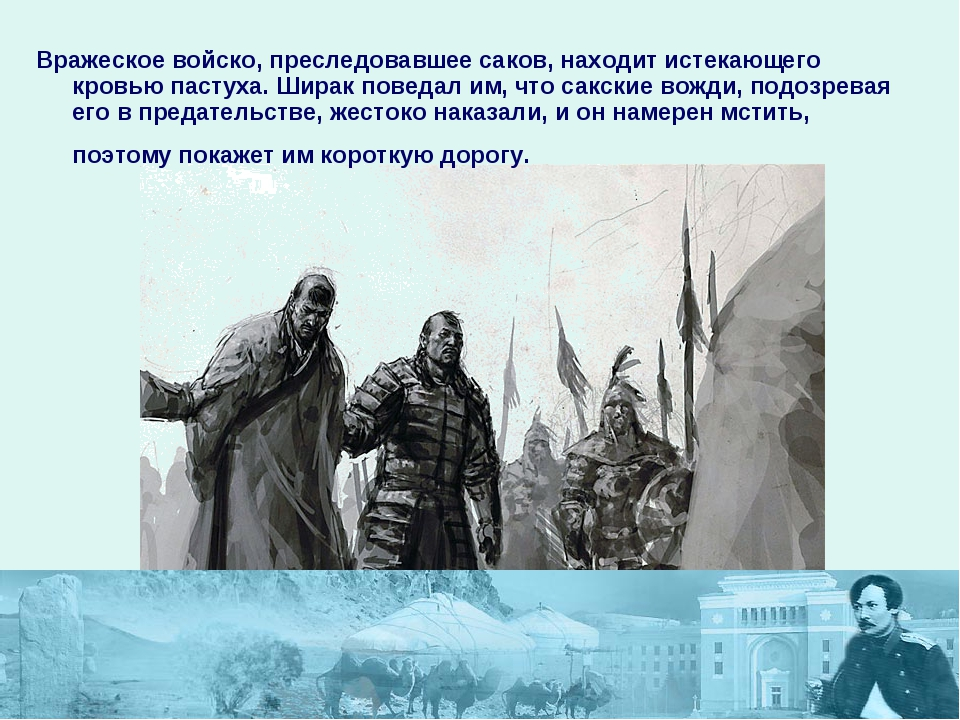 Вражеское войско, преследовавшее саков, находит истекающего
кровью пастуха. Ширак поведал им, что сакские вожди, подозревая
его в предательстве, жестоко наказали, и он намерен мстить,
поэтому покажет им короткую дорогу.